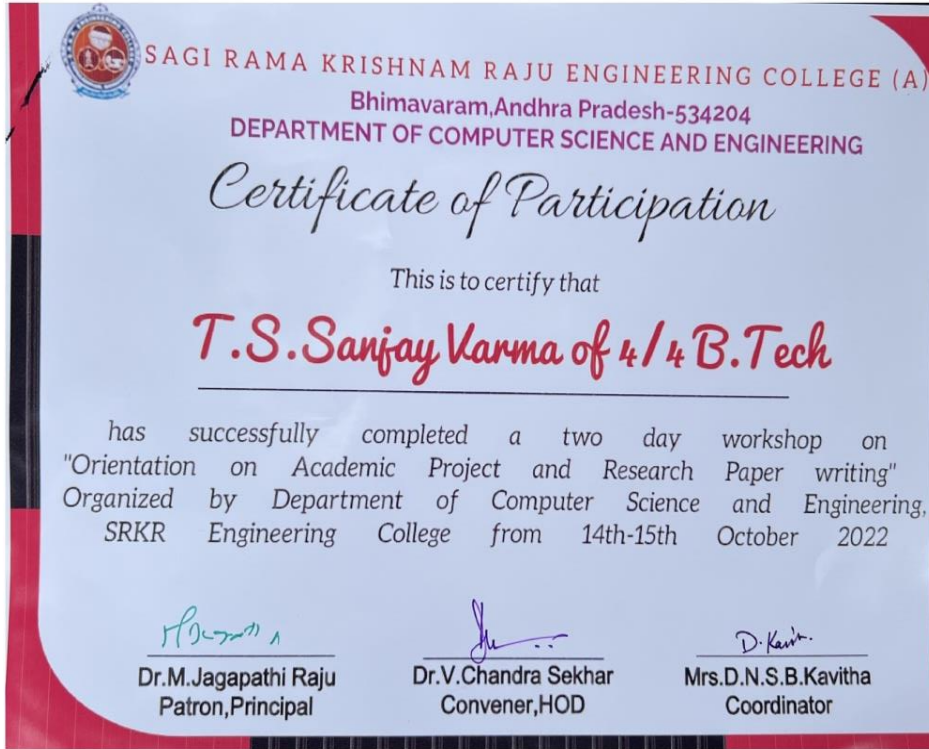 SAGI RAMA KRISHNAM RAJU ENGINEERING COLLEGE (A)
Bhimavaram,Andhra Pradesh-534204
DEPARTMENT OF COMPUTER SCIENCE AND ENGINEERING
Certificate of Participation
This is to certify that
T.S.Sanjay Varma of 4/4 B.Tech
has successfully completed a two day workshop on
"Orientation on Academic Project and Research Paper writing"
Organized by Department of Computer Science and Engineering,
SRKR Engineering College from 14th-15th October 2022
D. Kavi
Dr.M.Jagapathi Raju Dr.V.Chandra Sekhar Mrs.D.N.S.B.Kavitha
Patron,Principal Convener,HOD Coordinator